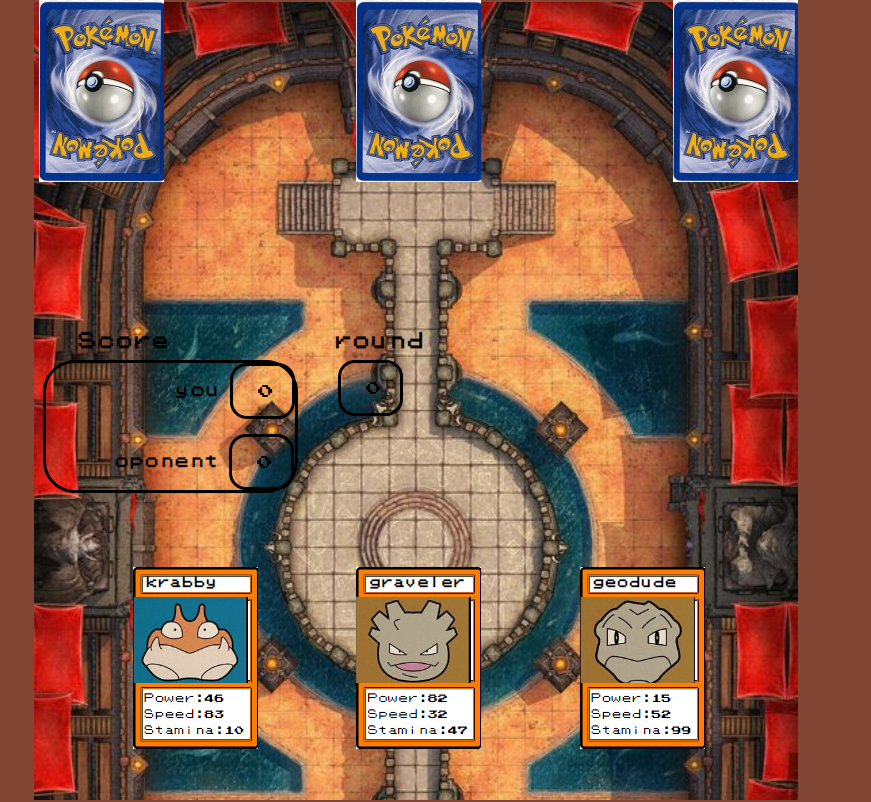 POKéMON
POKéMON
POKéMON
POKéMON
POKéMON
POKéMON
Score
round
you
0
0
oponent
0
krabby
graveler
geodude
Power:46
Speed:83
Stamina:10
Power:82
Speed:32
Stamina:47
Power:15
Speed:52
Stamina:99